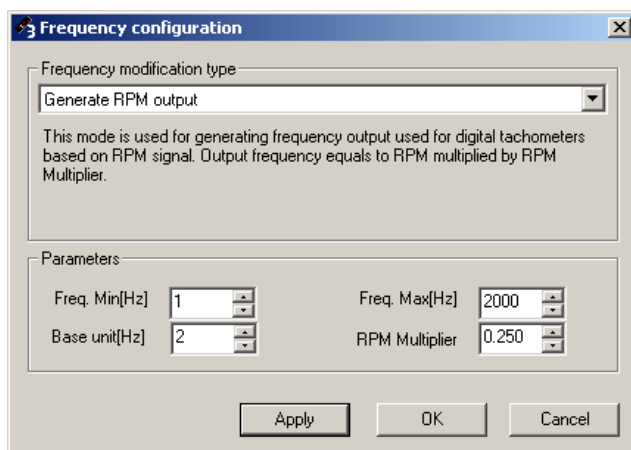 Frequency configuration
Frequency modification type
Generate RPM output
This mode is used for generating frequency output used for digital tachometers
based on RPM signal. Output frequency equals to RPM multiplied by RPM
Multiplier.
Parameters
Freq. Min[Hz] 1 Freq. Max[Hz] 2000
Base unit[Hz] 2 RPM Multiplier 0.250
Apply OK Cancel